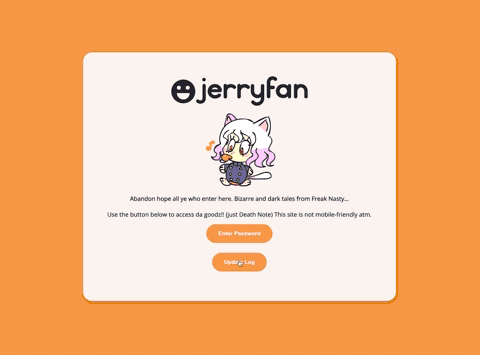 jerryfan
Abandon hope all ye who enter here. Bizarre and dark tales from Freak Nasty...
Use the button below to access da goodz!! (just Death Note) This site is not mobile-friendly atm.
Enter Password
Update Log